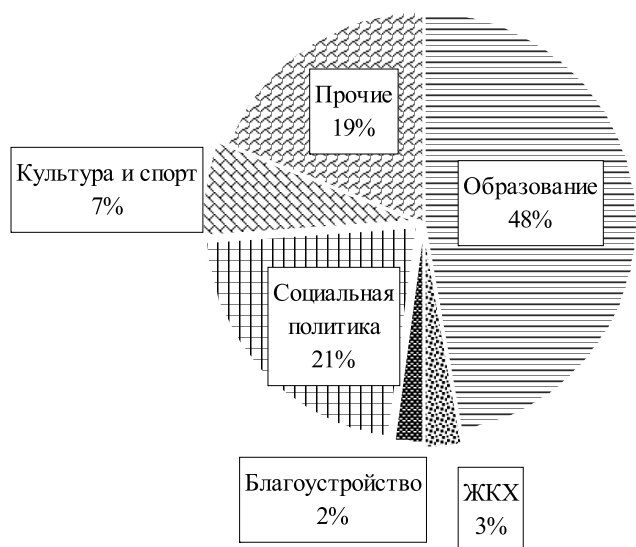 Прочие
19%
Культура и спорт
7%
Образование
48%
Социальная
политика
21%
Благоустройство
2%
ЖКХ
3%